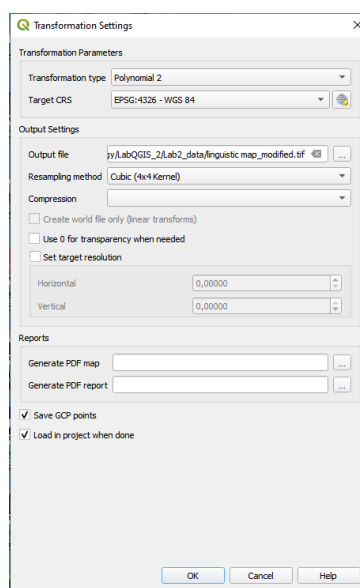 Transformation Settings
Transformation Parameters
Transformation type Polynomial 2
Target CRS EPSG:4326 - WGS 84
Output Settings
Output file gy/LabQGIS_2/Lab2_data/linguistic map_modified.tif ...
Resampling method Cubic (4x4 Kernel)
Compression
Create world file only (linear transforms)
Use 0 for transparency when needed
Set target resolution
Horizontal 0,00000
Vertical 0,00000
Reports
Generate PDF map ...
Generate PDF report ...
Save GCP points
Load in project when done
OK Cancel Help